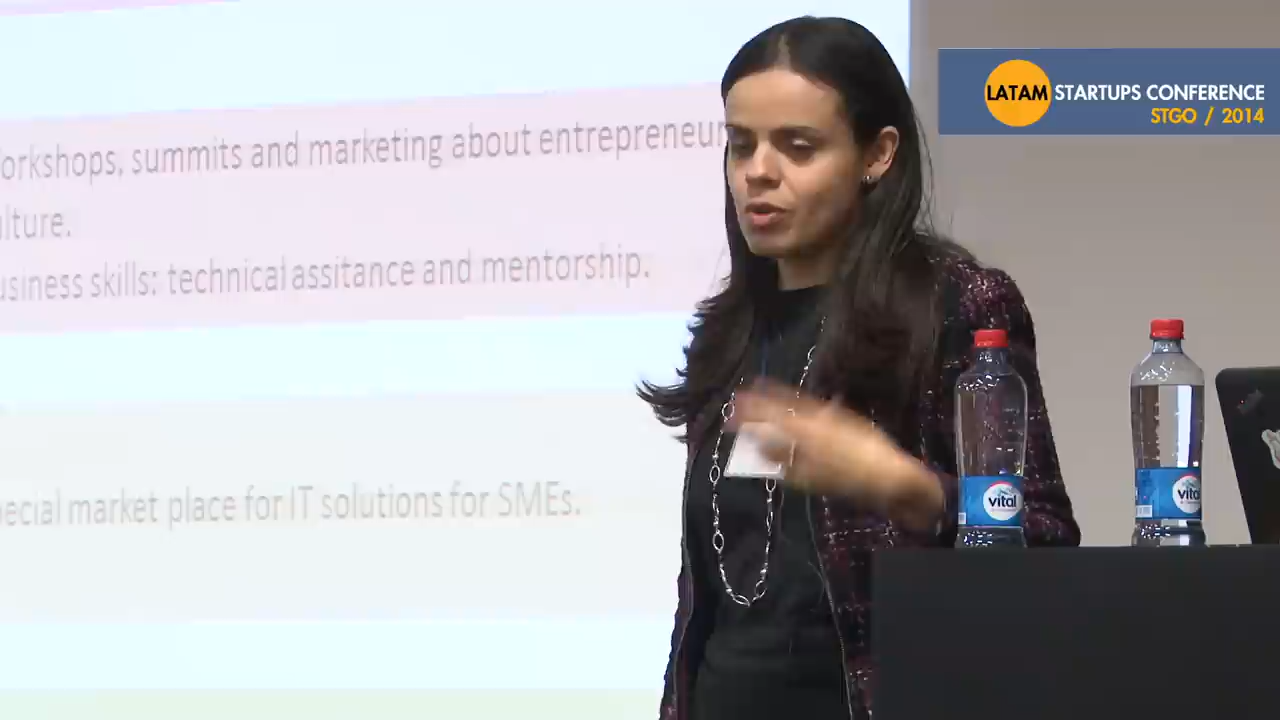 LATAM STARTUPS CONFERENCE
STGO / 2014
orkshops, summits and marketing about entrepreneur
lture.
usiness skills: technical assitance and mentorship.
pecial market place for IT solutions for SMEs.
vital
vital